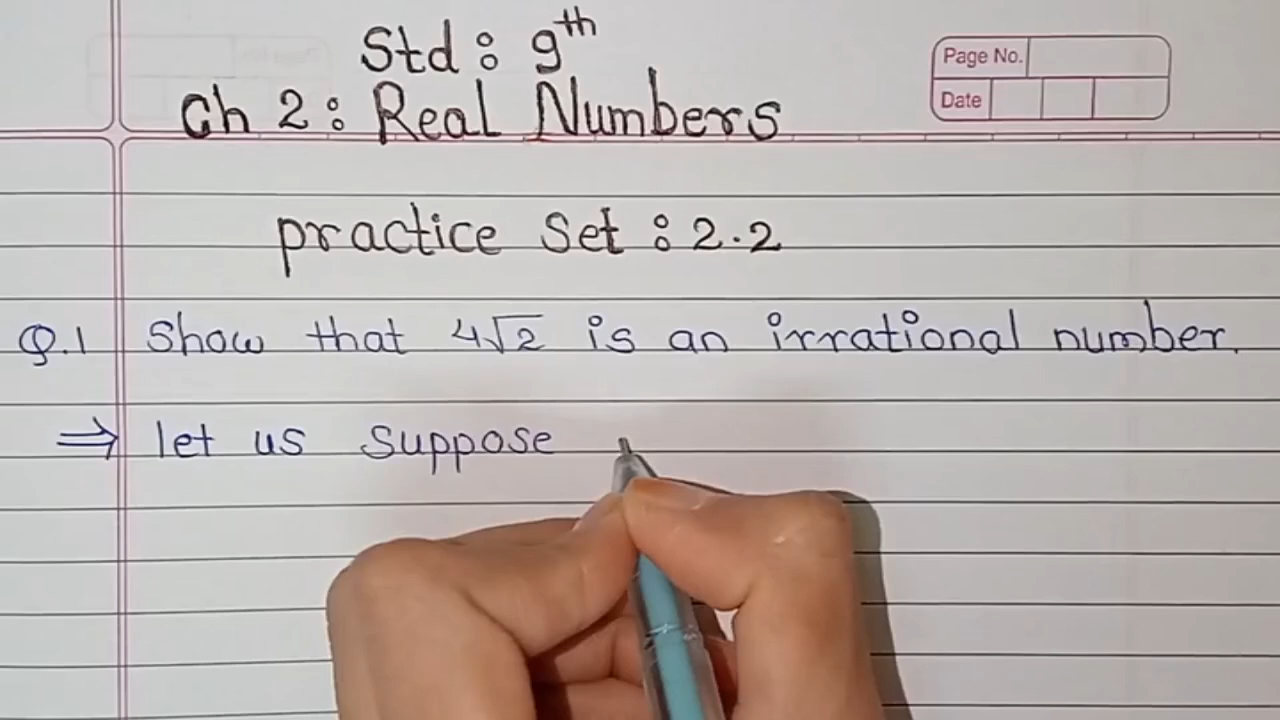 Std : 9th
Ch 2 : Real Numbers
Page No.
Date
practice Set : 2.2
Q.1 Show that 4√2 is an irrational number.
⇒ let us suppose